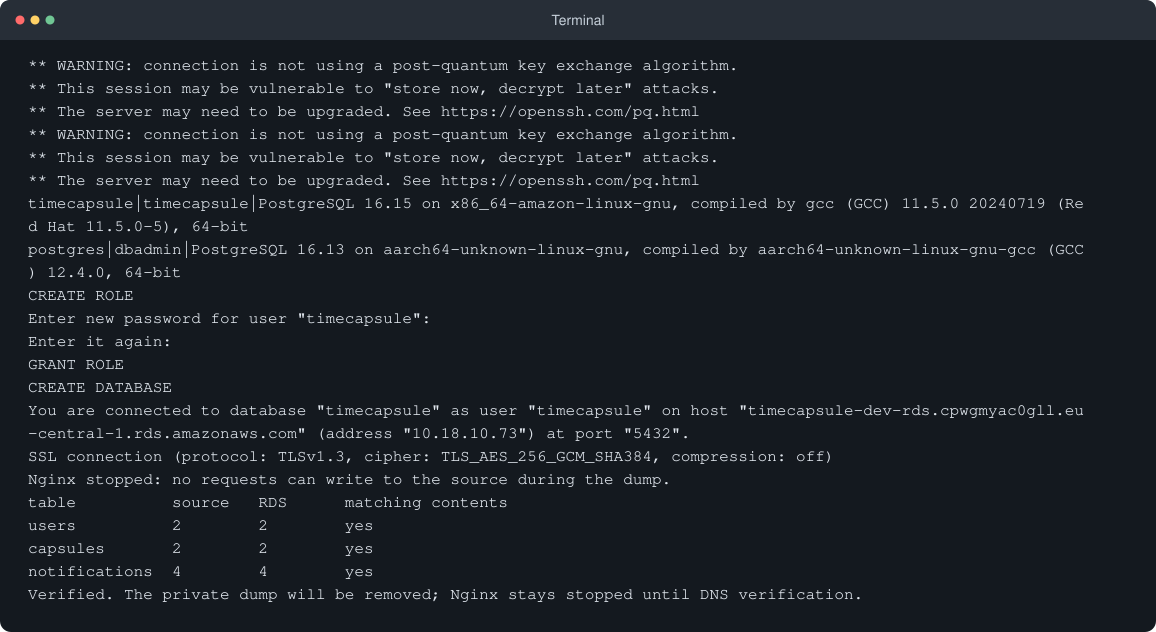 Terminal
** WARNING: connection is not using a post-quantum key exchange algorithm.
** This session may be vulnerable to "store now, decrypt later" attacks.
** The server may need to be upgraded. See https://openssh.com/pq.html
** WARNING: connection is not using a post-quantum key exchange algorithm.
** This session may be vulnerable to "store now, decrypt later" attacks.
** The server may need to be upgraded. See https://openssh.com/pq.html
timecapsule|timecapsule|PostgreSQL 16.15 on x86_64-amazon-linux-gnu, compiled by gcc (GCC) 11.5.0 20240719 (Re
d Hat 11.5.0-5), 64-bit
postgres|dbadmin|PostgreSQL 16.13 on aarch64-unknown-linux-gnu, compiled by aarch64-unknown-linux-gnu-gcc (GCC
) 12.4.0, 64-bit
CREATE ROLE
Enter new password for user "timecapsule":
Enter it again:
GRANT ROLE
CREATE DATABASE
You are connected to database "timecapsule" as user "timecapsule" on host "timecapsule-dev-rds.cpwgmyac0gll.eu
-central-1.rds.amazonaws.com" (address "10.18.10.73") at port "5432".
SSL connection (protocol: TLSv1.3, cipher: TLS_AES_256_GCM_SHA384, compression: off)
Nginx stopped: no requests can write to the source during the dump.
table          source   RDS      matching contents
users          2        2        yes
capsules       2        2        yes
notifications  4        4        yes
Verified. The private dump will be removed; Nginx stays stopped until DNS verification.